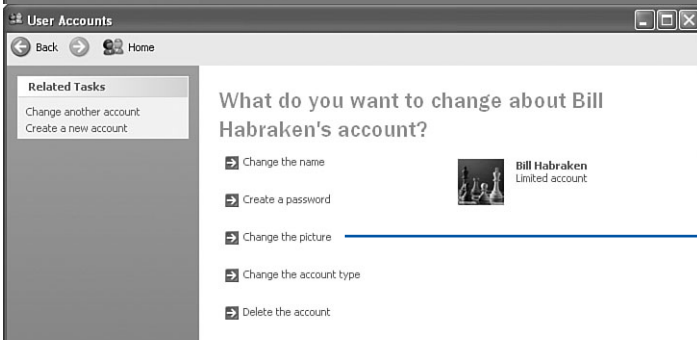 User Accounts
Back Home
Related Tasks
Change another account
Create a new account
What do you want to change about Bill
Habraken's account?
Change the name
Bill Habraken
Limited account
Create a password
Change the picture
Change the account type
Delete the account